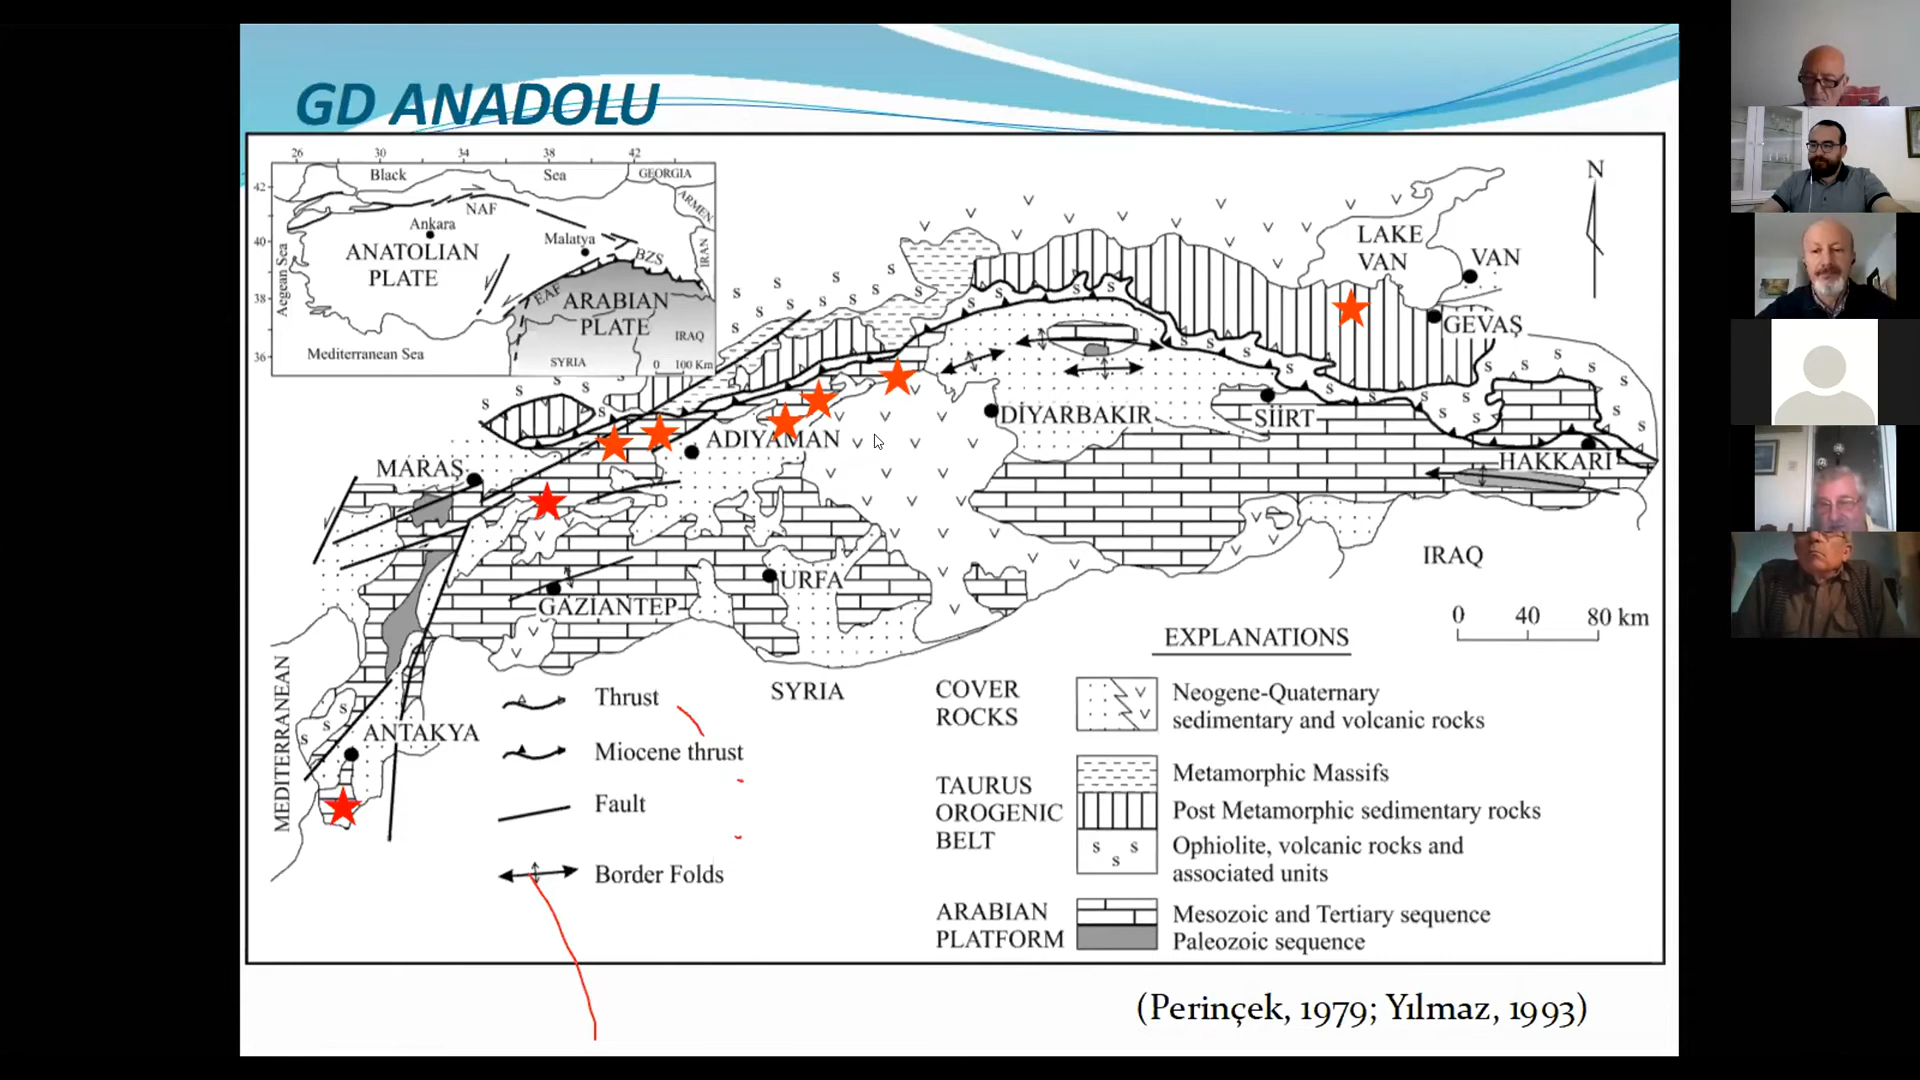 GD ANADOLU
26 30 34 38 42
42
40
38
36
Black Sea
GEORGIA
ARMEN
IRAN
NAF
Ankara
Malatya
BZS
ANATOLIAN
PLATE
Aegean Sea
EAF
ARABIAN
PLATE
IRAQ
Mediterranean Sea
SYRIA
0 100 Km
N
LAKE
VAN
VAN
GEVAŞ
DİYARBAKIR
SİİRT
ADIYAMAN
MARAŞ
HAKKARİ
IRAQ
URFA
GAZİANTEP
0 40 80 km
SYRIA
MEDITERRANEAN
ANTAKYA
Thrust
Miocene thrust
Fault
Border Folds
EXPLANATIONS
COVER
ROCKS
Neogene-Quaternary
sedimentary and volcanic rocks
TAURUS
OROGENIC
BELT
Metamorphic Massifs
Post Metamorphic sedimentary rocks
Ophiolite, volcanic rocks and
associated units
ARABIAN
PLATFORM
Mesozoic and Tertiary sequence
Paleozoic sequence
(Perinçek, 1979; Yılmaz, 1993)